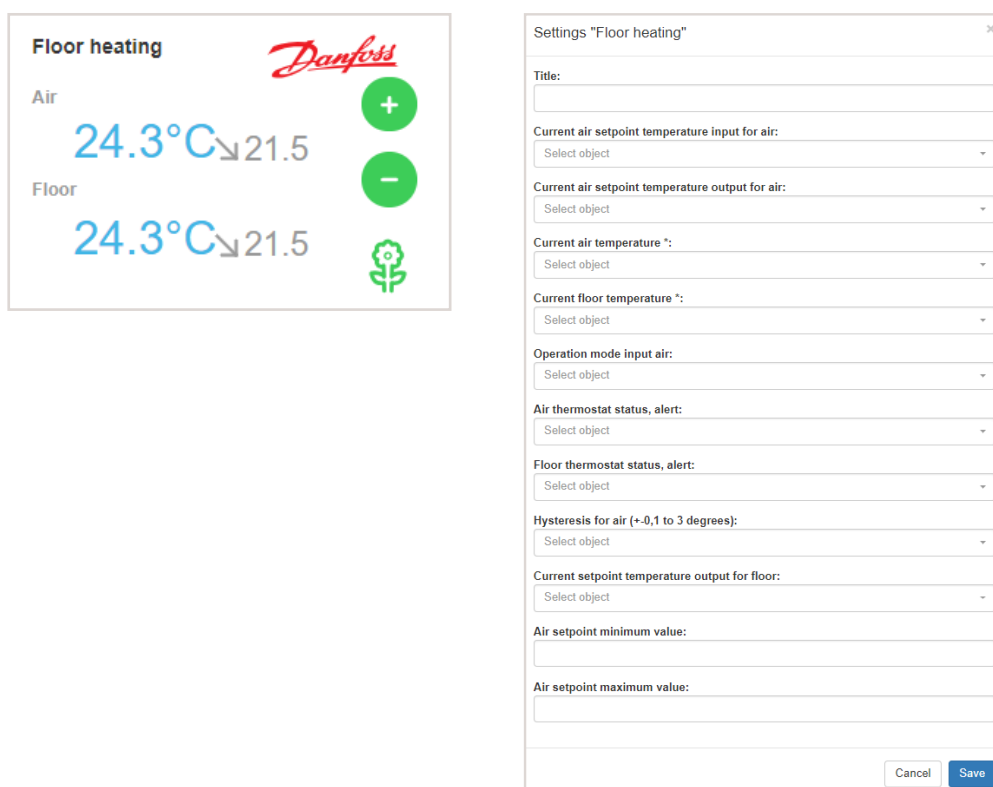 Floor heating
Danfoss
Air
24.3°C↘21.5
Floor
24.3°C↘21.5
Settings "Floor heating"
×
Title:
Current air setpoint temperature input for air:
Select object
Current air setpoint temperature output for air:
Select object
Current air temperature *:
Select object
Current floor temperature *:
Select object
Operation mode input air:
Select object
Air thermostat status, alert:
Select object
Floor thermostat status, alert:
Select object
Hysteresis for air (+-0,1 to 3 degrees):
Select object
Current setpoint temperature output for floor:
Select object
Air setpoint minimum value:
Air setpoint maximum value:
Cancel Save